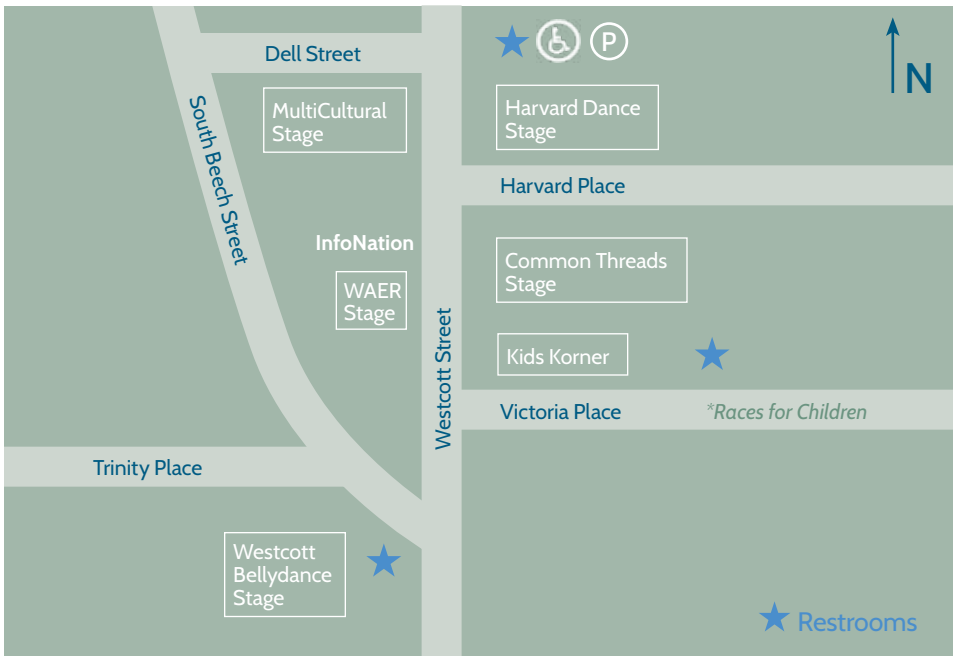 Dell Street
P
N
MultiCultural
Stage
Harvard Dance
Stage
South Beech Street
Harvard Place
InfoNation
WAER
Stage
Common Threads
Stage
Westcott Street
Kids Korner
Victoria Place
*Races for Children
Trinity Place
Westcott
Bellydance
Stage
Restrooms